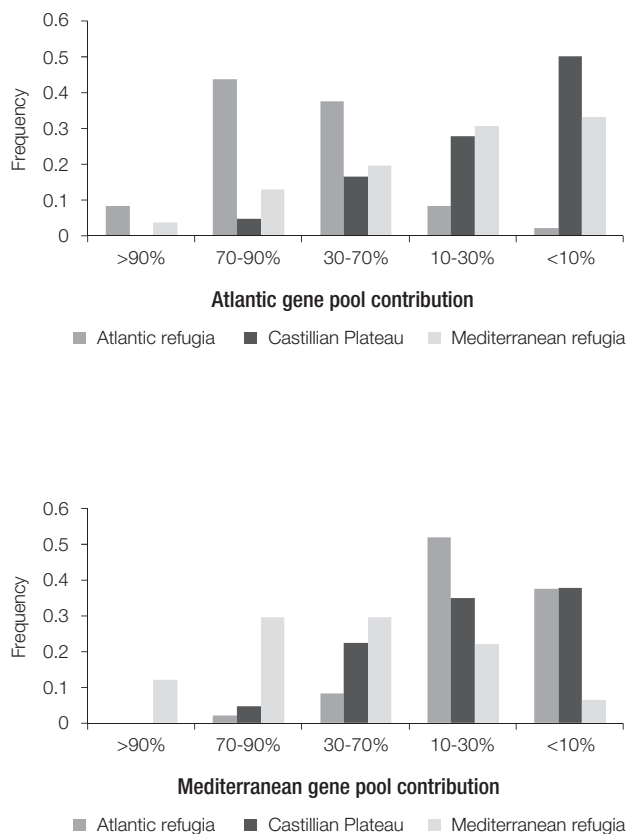 0.6
0.5
0.4
0.3
0.2
0.1
0
Frequency
>90% 70-90% 30-70% 10-30% <10%
Atlantic gene pool contribution
Atlantic refugia Castillian Plateau Mediterranean refugia
0.6
0.5
0.4
0.3
0.2
0.1
0
Frequency
>90% 70-90% 30-70% 10-30% <10%
Mediterranean gene pool contribution
Atlantic refugia Castillian Plateau Mediterranean refugia